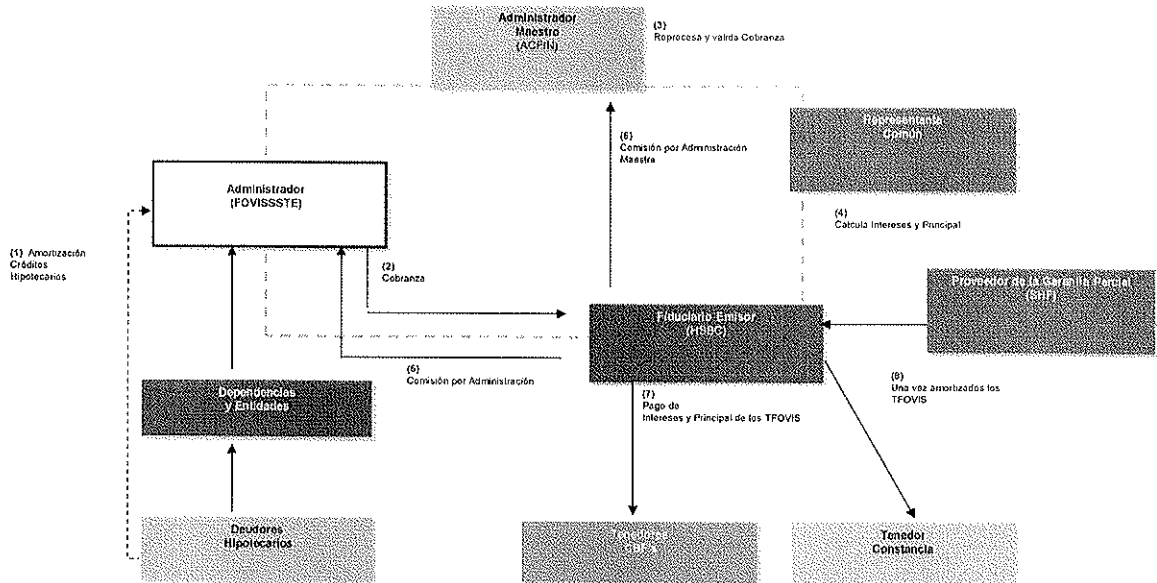 Administrador
Maestro
(ACFIN)
(3)
Reprocesa y valida Cobranza
Representante
Común
(6)
Comisión por Administración
Maestra
Administrador
(FOVISSSTE)
(4)
Calcula Intereses y Principal
(1) Amortización
Créditos
Hipotecarios
(2)
Cobranza
Proveedor de la Garantía Parcial
(SHF)
Fiduciario Emisor
(HSBC)
(5)
Comisión por Administración
(8)
Una vez amortizados los
TFOVIS
Dependencias
y Entidades
(7)
Pago de
Intereses y Principal de los TFOVIS
Deudores
Hipotecarios
Tenedores
Tenedor
Constancia